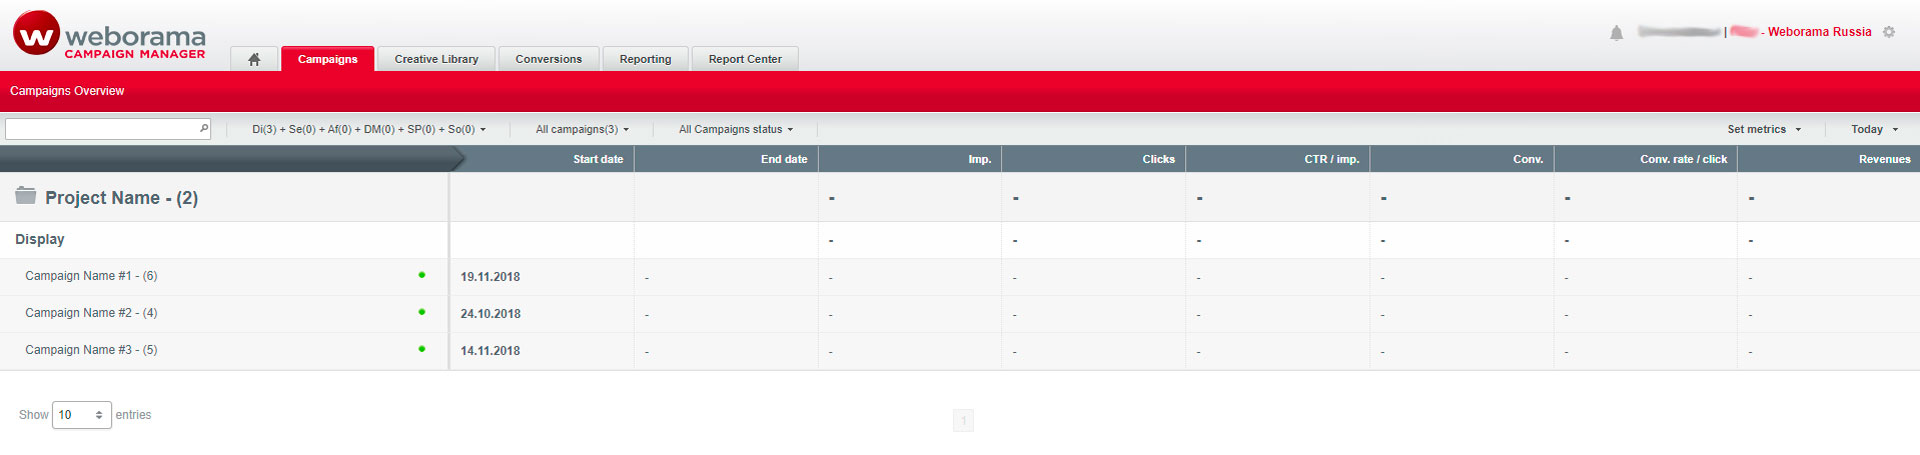 weborama
CAMPAIGN MANAGER
Campaigns
Creative Library
Conversions
Reporting
Report Center
| - Weborama Russia
Campaigns Overview
Di(3) + Se(0) + Af(0) + DM(0) + SP(0) + So(0)
All campaigns(3)
All Campaigns status
Set metrics
Today
Start date End date Imp. Clicks CTR / imp. Conv. Conv. rate / click Revenues
Project Name - (2) - - - - - -
Display - - - - - -
Campaign Name #1 - (6) 19.11.2018 - - - - - - -
Campaign Name #2 - (4) 24.10.2018 - - - - - - -
Campaign Name #3 - (5) 14.11.2018 - - - - - - -
Show 10 entries
1